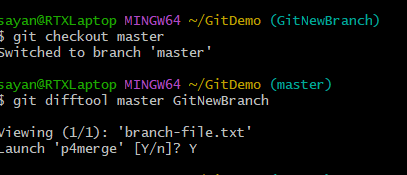 sayan@RTXLaptop MINGW64 ~/GitDemo (GitNewBranch)
$ git checkout master
Switched to branch 'master'
sayan@RTXLaptop MINGW64 ~/GitDemo (master)
$ git difftool master GitNewBranch
Viewing (1/1): 'branch-file.txt'
Launch 'p4merge' [Y/n]? Y